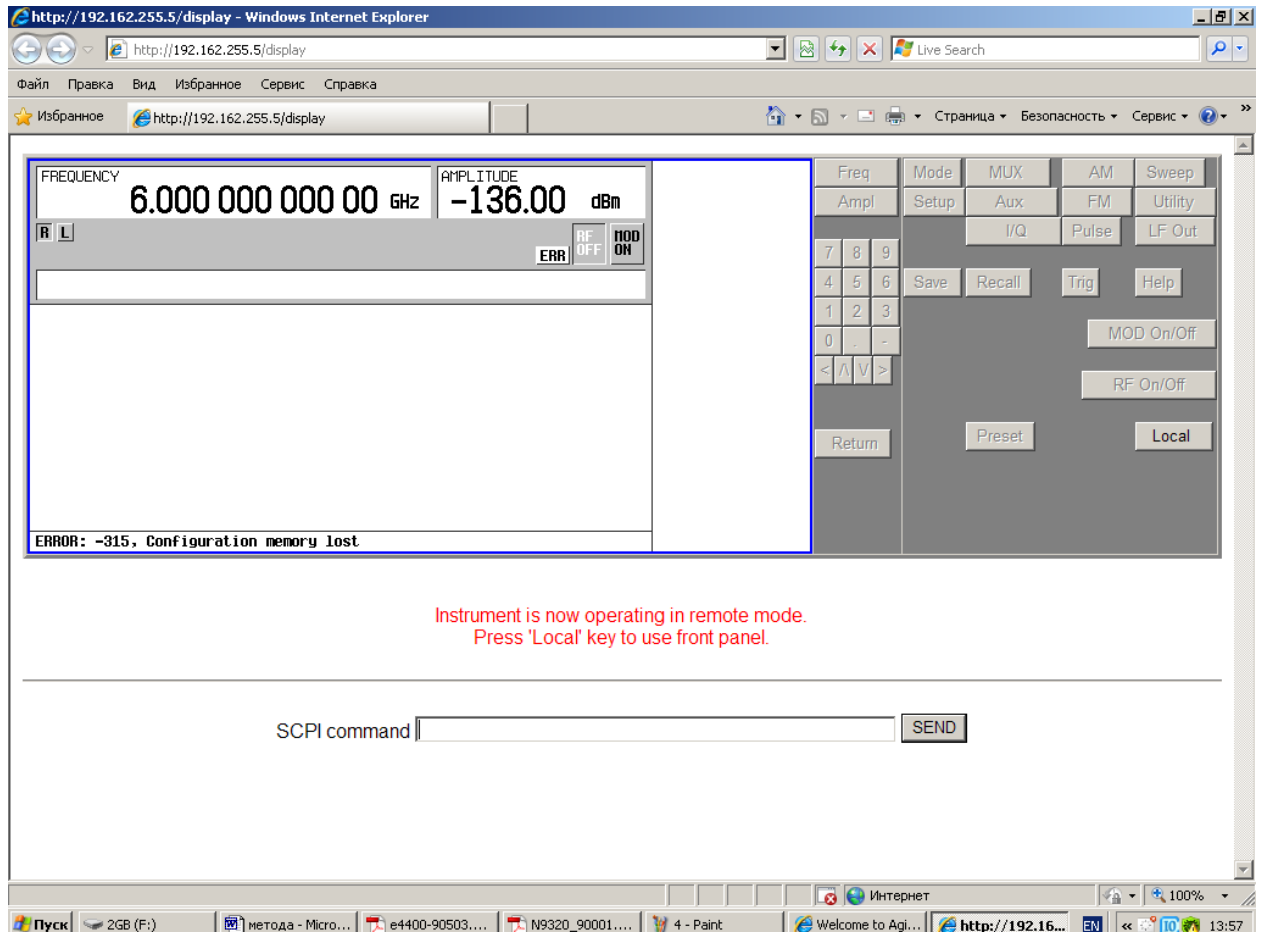 http://192.162.255.5/display - Windows Internet Explorer
http://192.162.255.5/display
Live Search
Файл Правка Вид Избранное Сервис Справка
Избранное http://192.162.255.5/display Страница Безопасность Сервис »
FREQUENCY AMPLITUDE
6.000 000 000 00 GHz -136.00 dBm
R L
ERR RF OFF MOD ON
ERROR: -315, Configuration memory lost
Freq Mode MUX AM Sweep
Ampl Setup Aux FM Utility
I/Q Pulse LF Out
7 8 9
4 5 6 Save Recall Trig Help
1 2 3
0 . - MOD On/Off
< /\ \/ >
RF On/Off
Return Preset Local
Instrument is now operating in remote mode.
Press 'Local' key to use front panel.
SCPI command SEND
Интернет 100%
Пуск 2GB (F:) метода - Micro... e4400-90503.... N9320_90001.... 4 - Paint Welcome to Agi... http://192.16... EN « 13:57